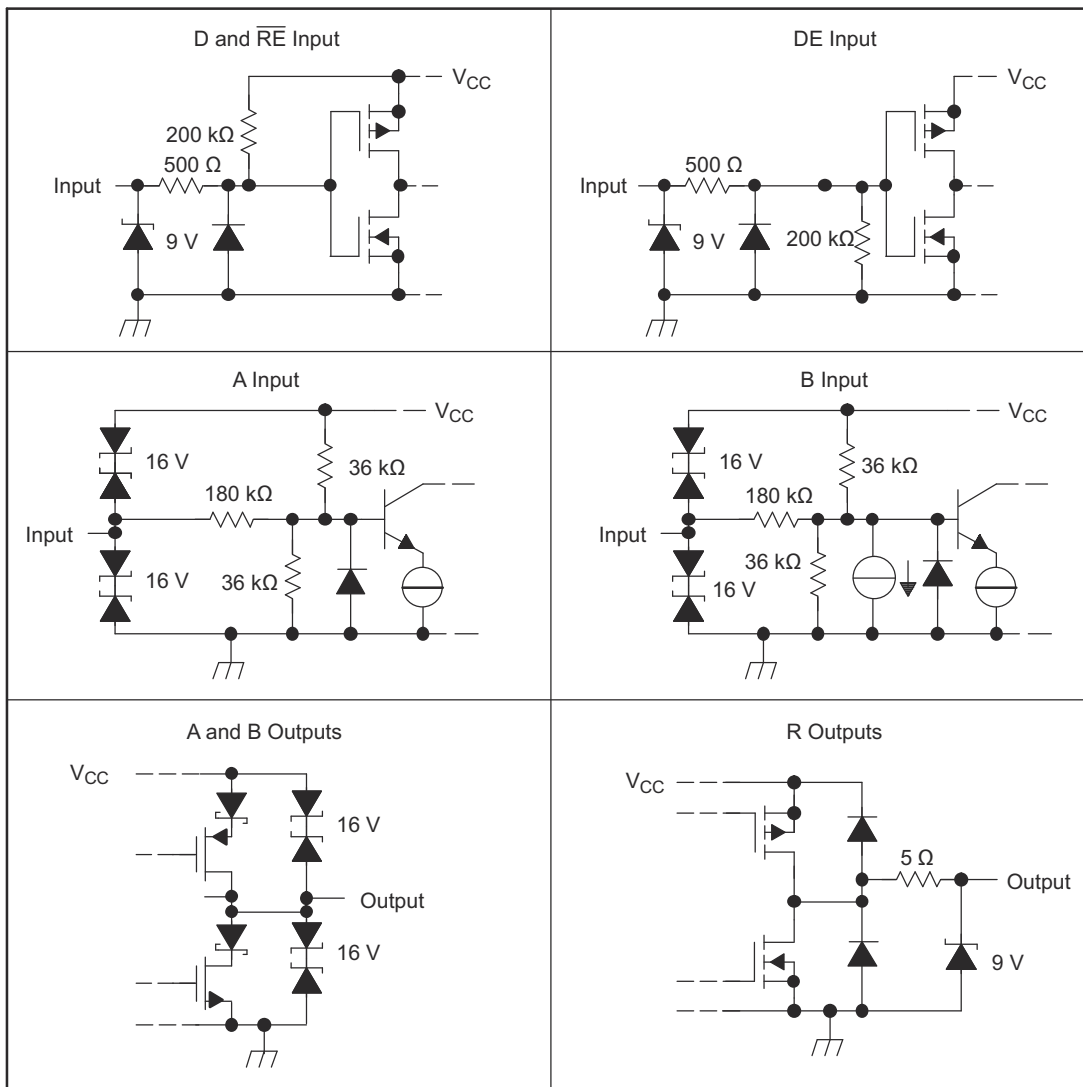 D and R̅E̅ Input
V_CC
200 kΩ
500 Ω
Input
9 V
DE Input
V_CC
500 Ω
Input
9 V
200 kΩ
A Input
V_CC
16 V
36 kΩ
180 kΩ
Input
16 V
36 kΩ
B Input
V_CC
16 V
36 kΩ
180 kΩ
Input
36 kΩ
16 V
A and B Outputs
V_CC
16 V
Output
16 V
R Outputs
V_CC
5 Ω
Output
9 V